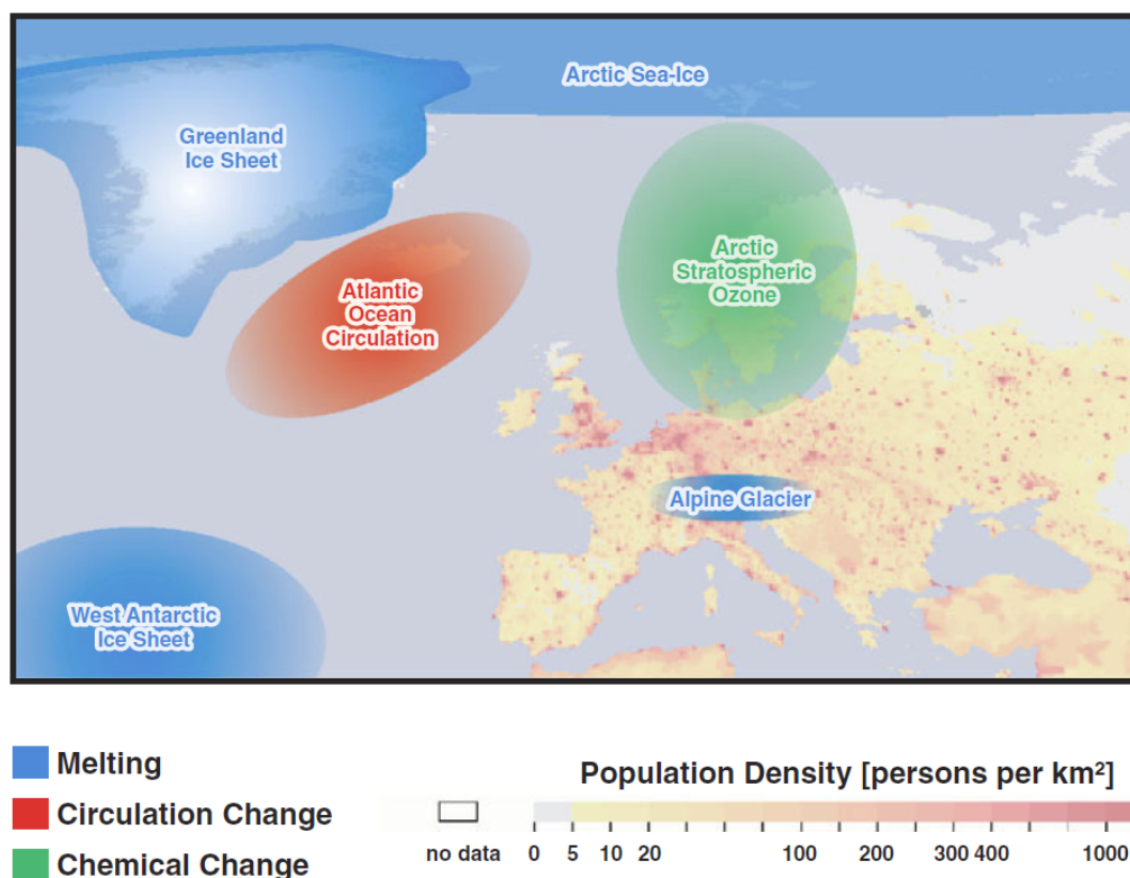 Arctic Sea-Ice
Greenland
Ice Sheet
Arctic
Stratospheric
Ozone
Atlantic
Ocean
Circulation
Alpine Glacier
West Antarctic
Ice Sheet
Melting
Circulation Change
Chemical Change
Population Density [persons per km²]
no data 0 5 10 20 100 200 300 400 1000